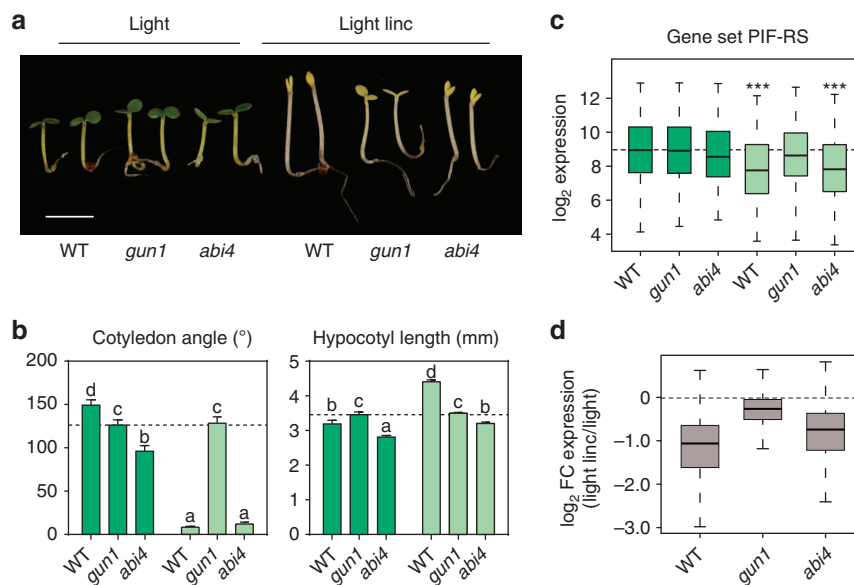 a
Light Light linc
WT gun1 abi4 WT gun1 abi4
b
Cotyledon angle (°)
200
150
100
50
0
d c b a c a
WT gun1 abi4 WT gun1 abi4
Hypocotyl length (mm)
6
5
4
3
2
1
0
b c a d c b
WT gun1 abi4 WT gun1 abi4
c
Gene set PIF-RS
log2 expression
12
10
8
6
4
*** ***
WT gun1 abi4 WT gun1 abi4
d
log2 FC expression
(light linc/light)
0
–1.0
–2.0
–3.0
WT gun1 abi4